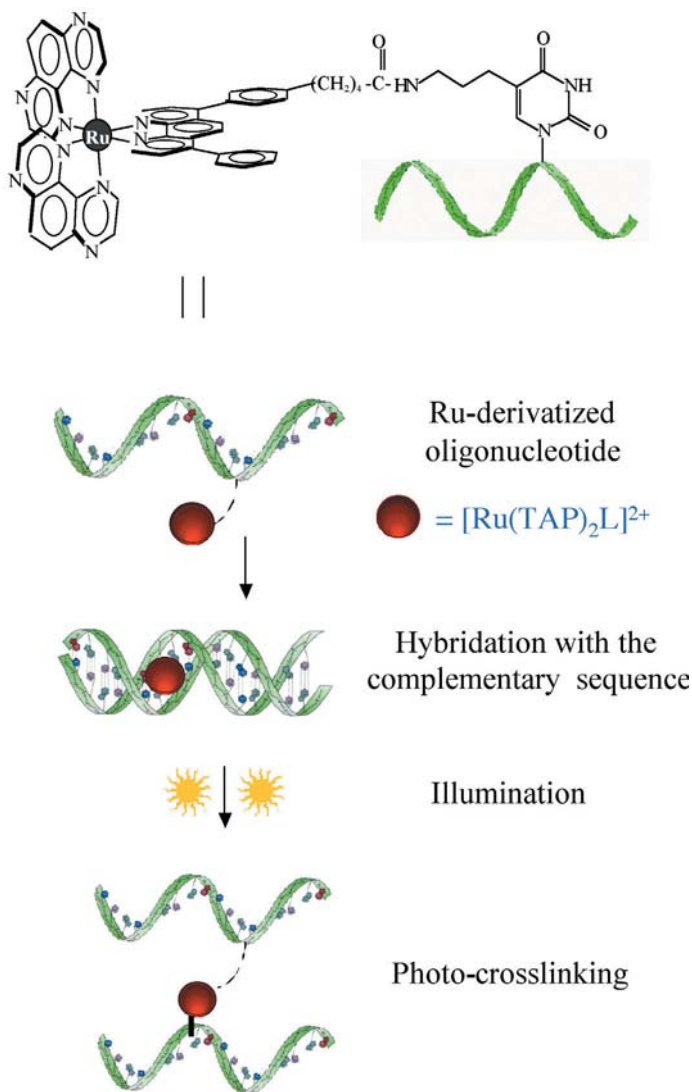 N N
N N
N N
N N
Ru
N N
N N
(CH₂)₄-C-HN
O
O
NH
N
O
Ru-derivatized
oligonucleotide
= [Ru(TAP)₂L]²⁺
Hybridation with the
complementary sequence
Illumination
Photo-crosslinking